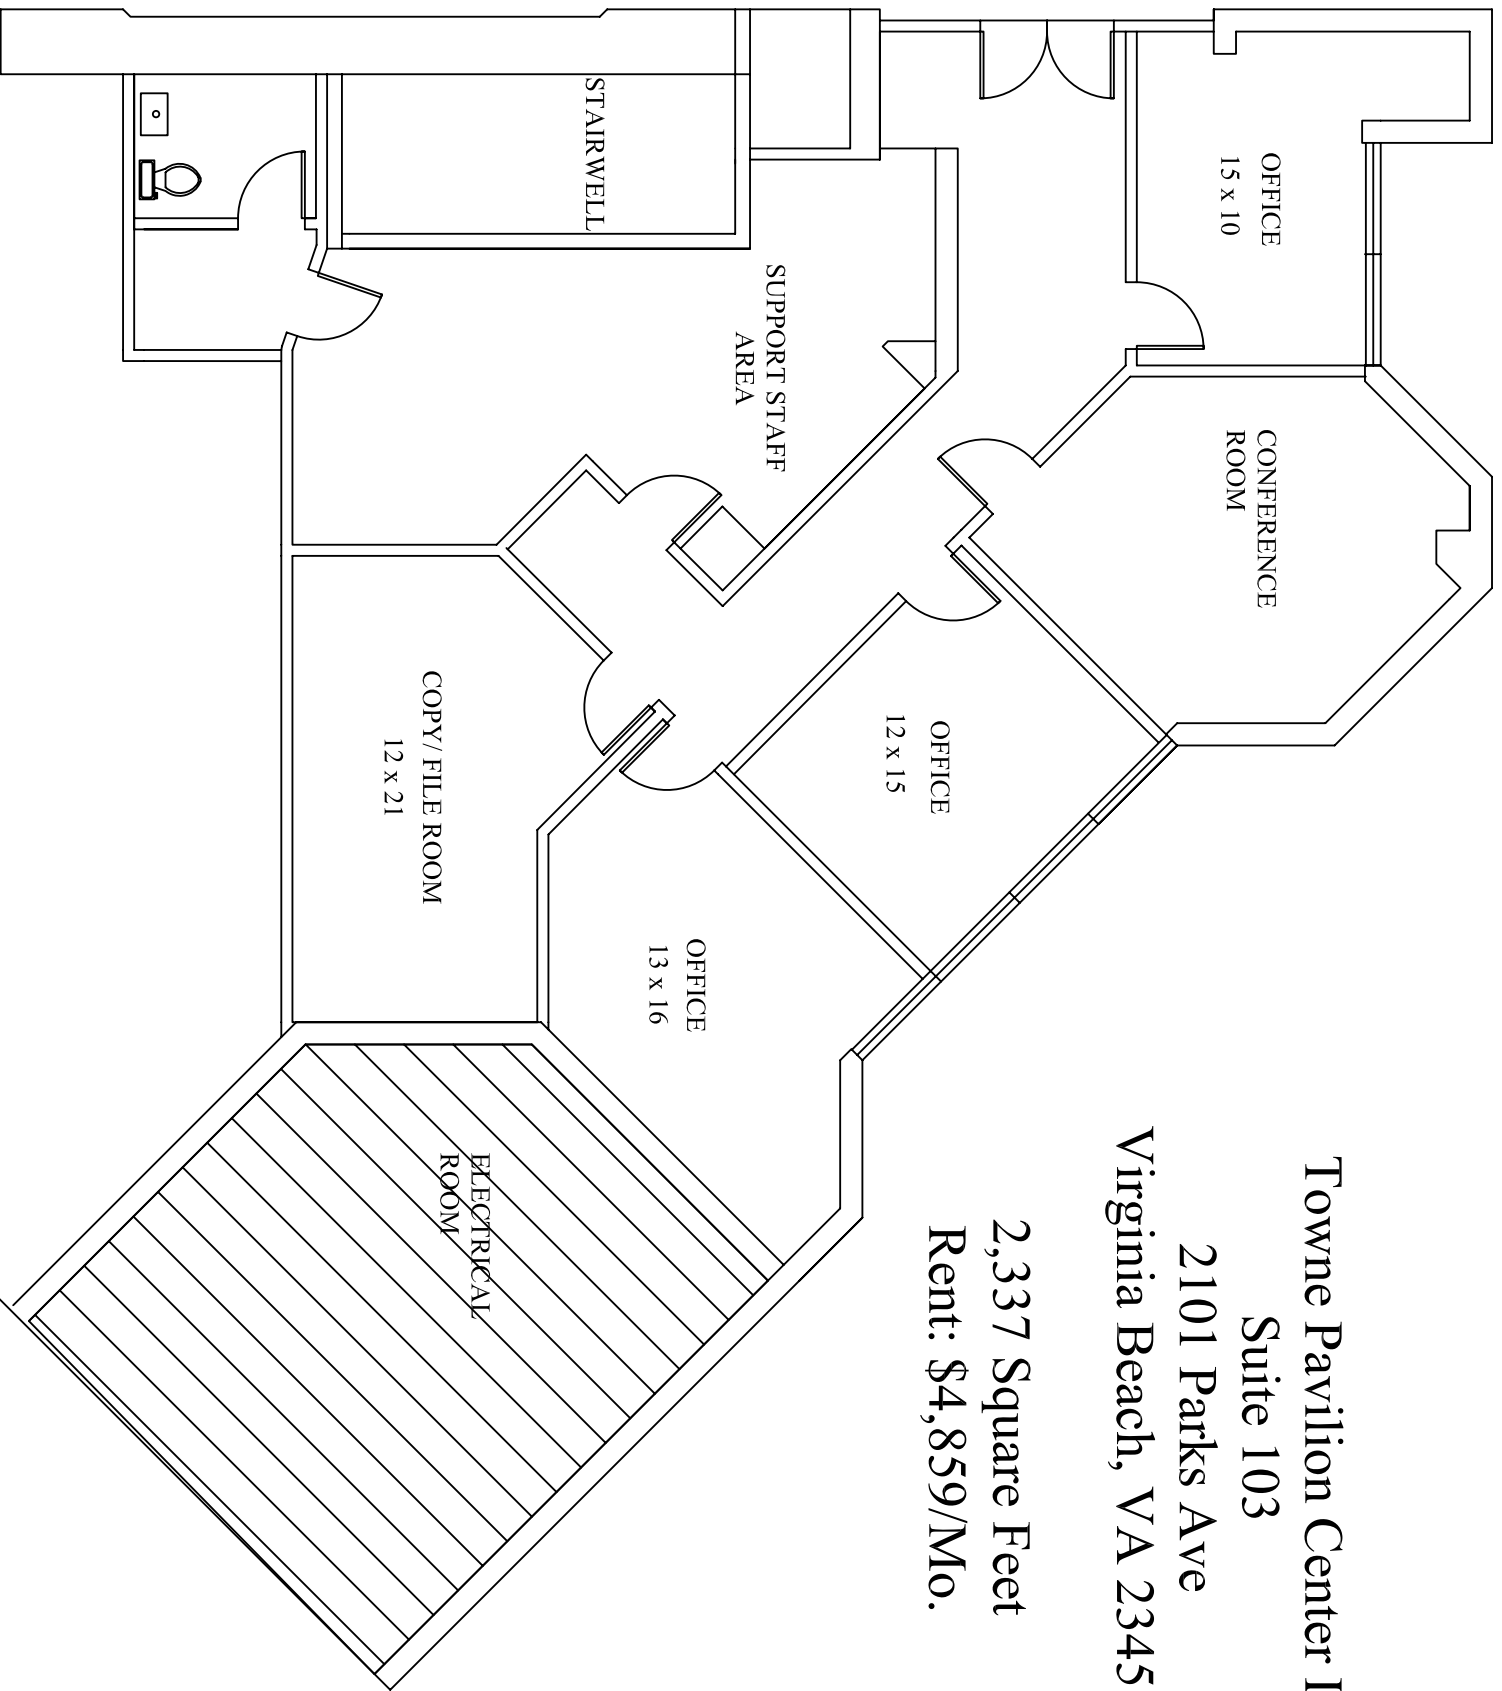 Towne Pavilion Center I
Suite 103
2101 Parks Ave
Virginia Beach, VA 2345
2,337 Square Feet
Rent: $4,859/Mo.
OFFICE
15 x 10
CONFERENCE
ROOM
OFFICE
12 x 15
SUPPORT STAFF
AREA
OFFICE
13 x 16
STAIRWELL
COPY/ FILE ROOM
12 x 21
ELECTRICAL
ROOM